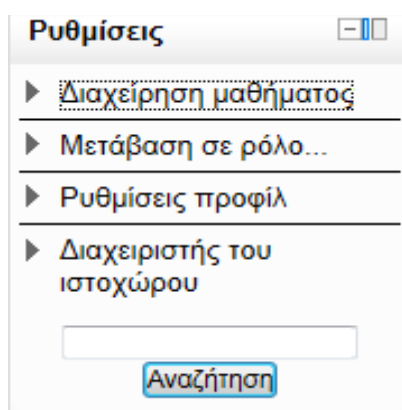 Ρυθμίσεις
Διαχείρηση μαθήματος
Μετάβαση σε ρόλο...
Ρυθμίσεις προφίλ
Διαχειριστής του
ιστοχώρου
Αναζήτηση